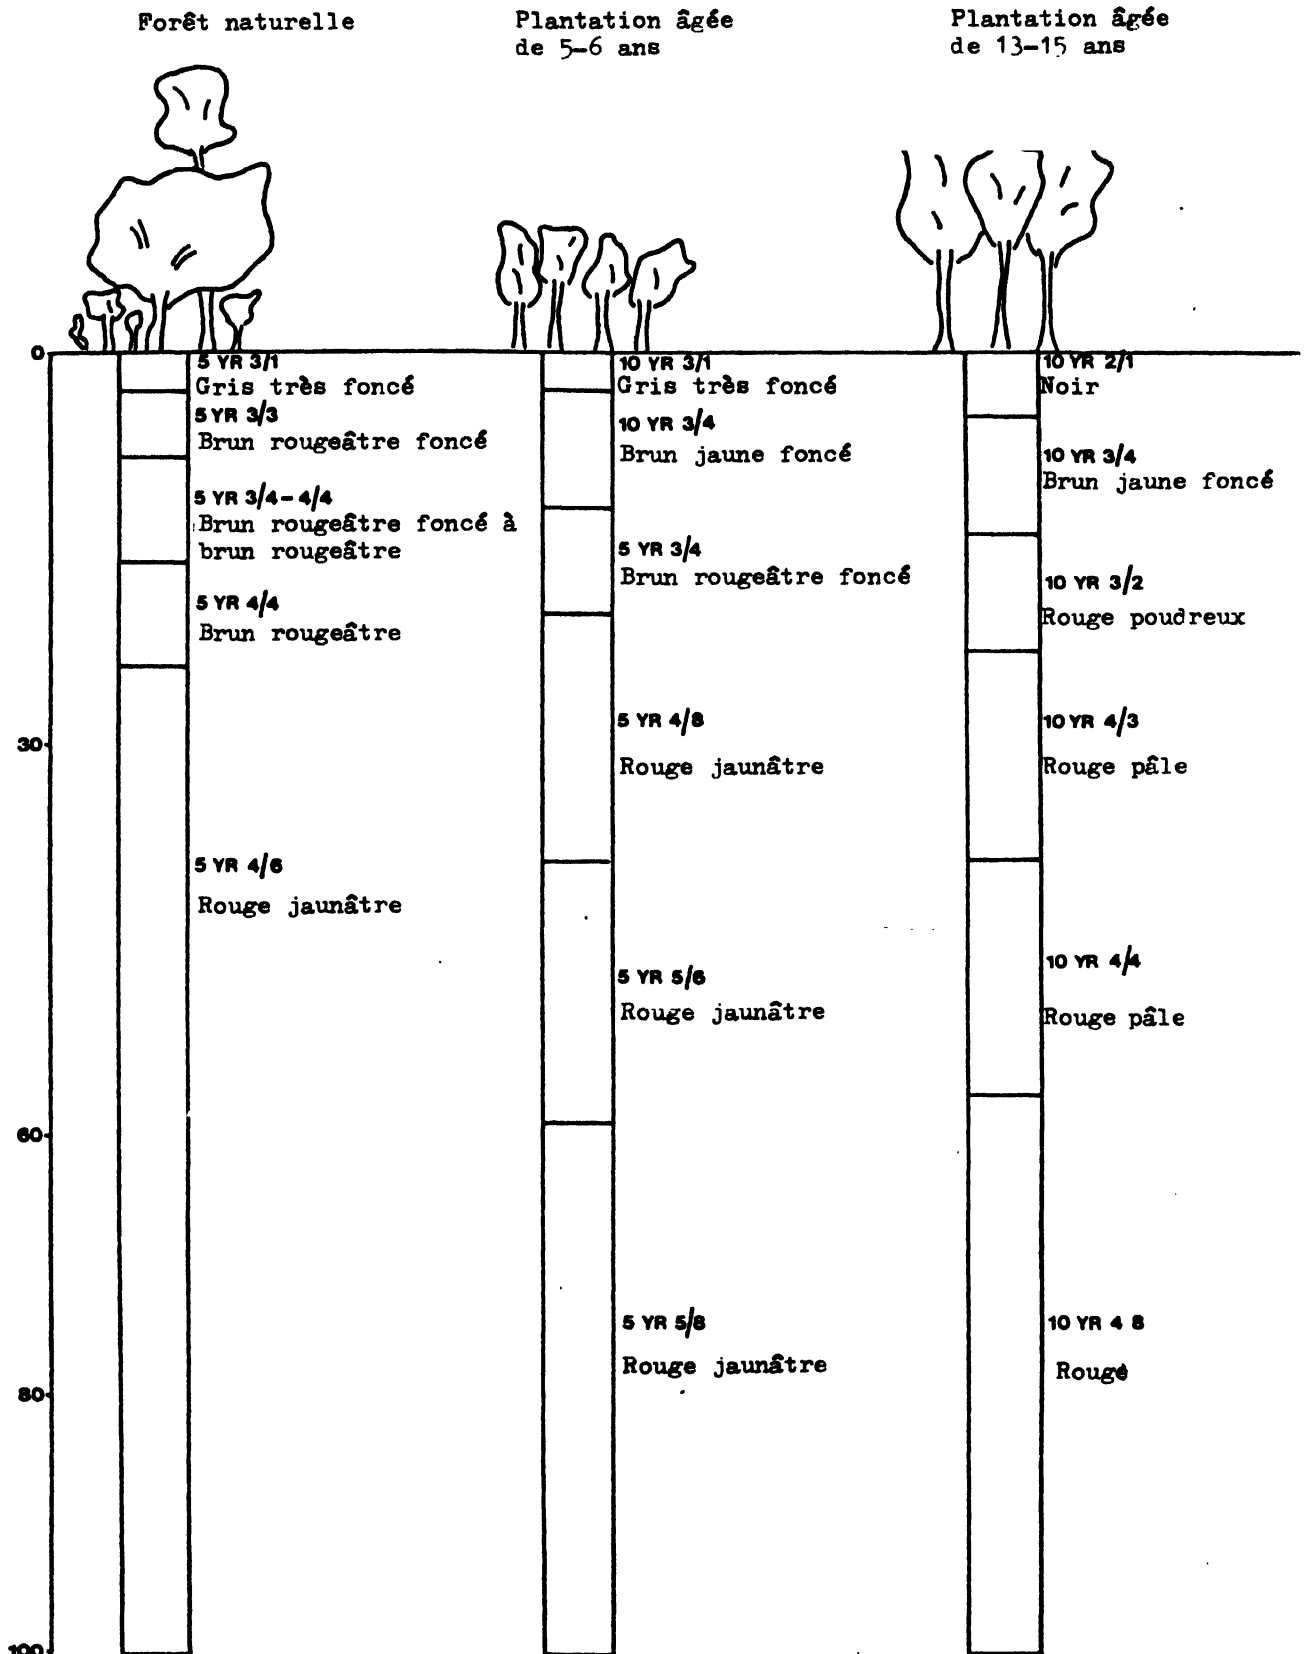 Forêt naturelle
Plantation âgée
de 5-6 ans
Plantation âgée
de 13-15 ans
0
30
60
80
100
5 YR 3/1
Gris très foncé
5 YR 3/3
Brun rougeâtre foncé
5 YR 3/4-4/4
Brun rougeâtre foncé à
brun rougeâtre
5 YR 4/4
Brun rougeâtre
5 YR 4/6
Rouge jaunâtre
10 YR 3/1
Gris très foncé
10 YR 3/4
Brun jaune foncé
5 YR 3/4
Brun rougeâtre foncé
5 YR 4/8
Rouge jaunâtre
5 YR 5/6
Rouge jaunâtre
5 YR 5/8
Rouge jaunâtre
10 YR 2/1
Noir
10 YR 3/4
Brun jaune foncé
10 YR 3/2
Rouge poudreux
10 YR 4/3
Rouge pâle
10 YR 4/4
Rouge pâle
10 YR 4 8
Rouge